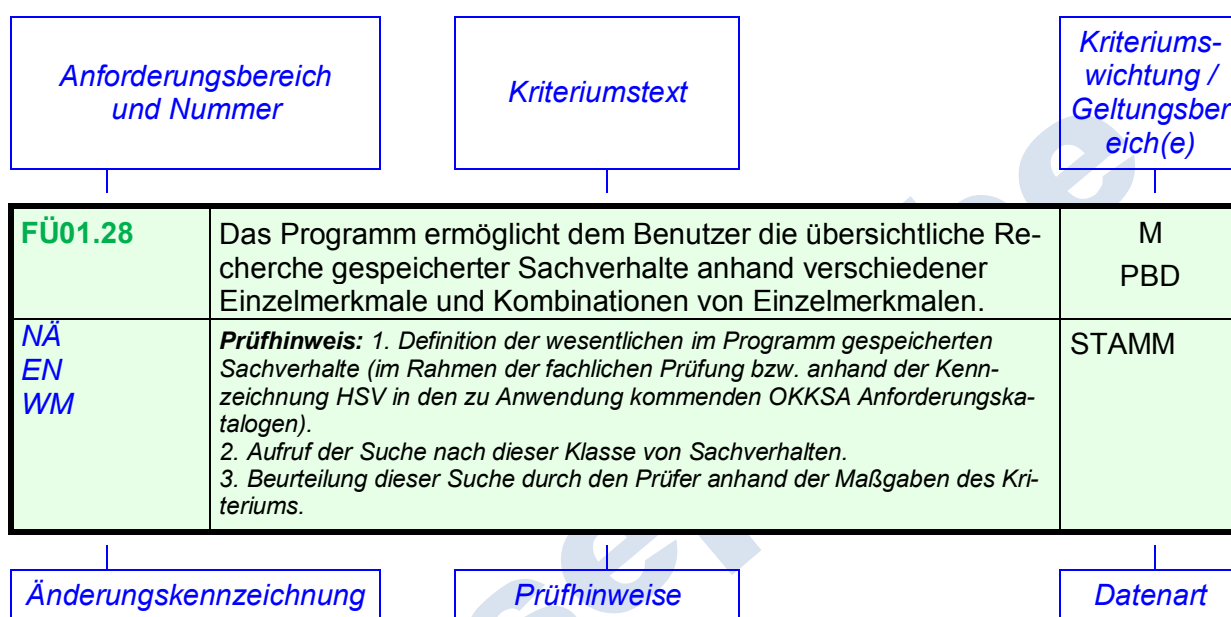 Anforderungsbereich
und Nummer
Kriteriumstext
Kriteriums-
wichtung /
Geltungsber
eich(e)
FÜ01.28
Das Programm ermöglicht dem Benutzer die übersichtliche Re-
cherche gespeicherter Sachverhalte anhand verschiedener
Einzelmerkmale und Kombinationen von Einzelmerkmalen.
M
PBD
NÄ
EN
WM
Prüfhinweis: 1. Definition der wesentlichen im Programm gespeicherten
Sachverhalte (im Rahmen der fachlichen Prüfung bzw. anhand der Kenn-
zeichnung HSV in den zu Anwendung kommenden OKKSA Anforderungska-
talogen).
2. Aufruf der Suche nach dieser Klasse von Sachverhalten.
3. Beurteilung dieser Suche durch den Prüfer anhand der Maßgaben des Kri-
teriums.
STAMM
Änderungskennzeichnung
Prüfhinweise
Datenart